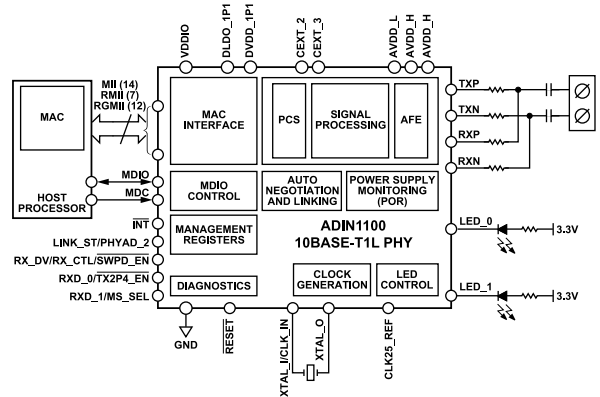 VDDIO
DLDO_1P1
DVDD_1P1
CEXT_2
CEXT_3
AVDD_L
AVDD_H
AVDD_H
MII (14)
RMII (7)
RGMII (12)
MAC
HOST
PROCESSOR
MDIO
MDC
INT
LINK_ST/PHYAD_2
RX_DV/RX_CTL/SWPD_EN
RXD_0/TX2P4_EN
RXD_1/MS_SEL
MAC
INTERFACE
PCS
SIGNAL
PROCESSING
AFE
MDIO
CONTROL
AUTO
NEGOTIATION
AND LINKING
POWER SUPPLY
MONITORING
(POR)
MANAGEMENT
REGISTERS
ADIN1100
10BASE-T1L PHY
DIAGNOSTICS
CLOCK
GENERATION
LED
CONTROL
TXP
TXN
RXP
RXN
LED_0
3.3V
LED_1
3.3V
GND
RESET
XTAL_I/CLK_IN
XTAL_O
CLK25_REF